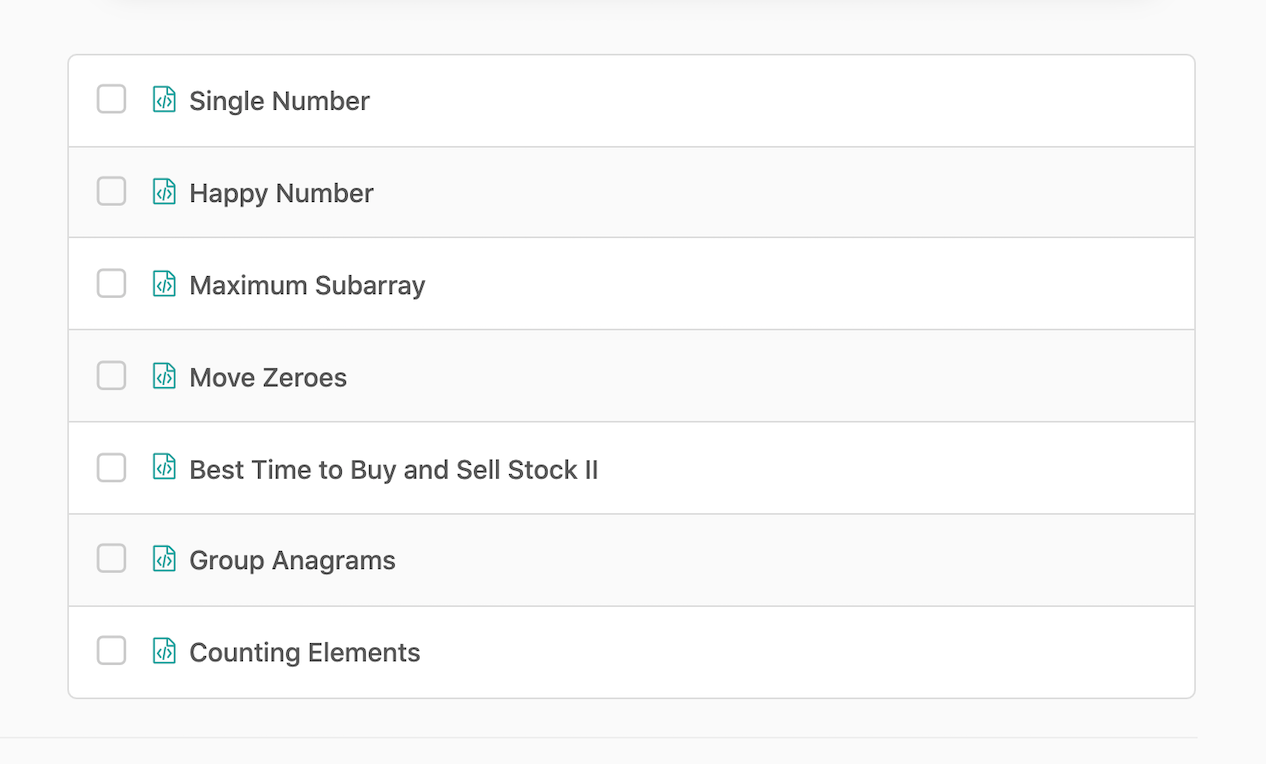 Single Number
Happy Number
Maximum Subarray
Move Zeroes
Best Time to Buy and Sell Stock II
Group Anagrams
Counting Elements